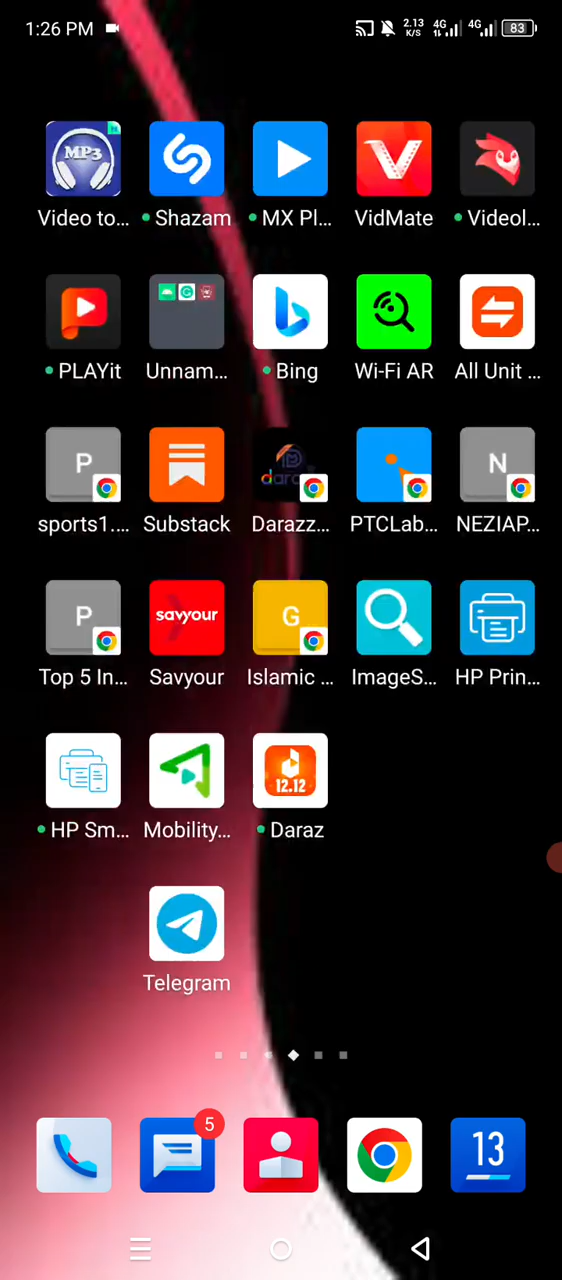 1:26 PM 2.13 K/S 4G 4G 83
MP3
Video to... Shazam MX Pl... VidMate Videol...
PLAYit Unnam... Bing Wi-Fi AR All Unit ...
P daraz N
sports1.... Substack Darazz... PTCLab... NEZIAP...
P savyour G
Top 5 In... Savyour Islamic ... ImageS... HP Prin...
12.12
HP Sm... Mobility... Daraz
Telegram
5
13